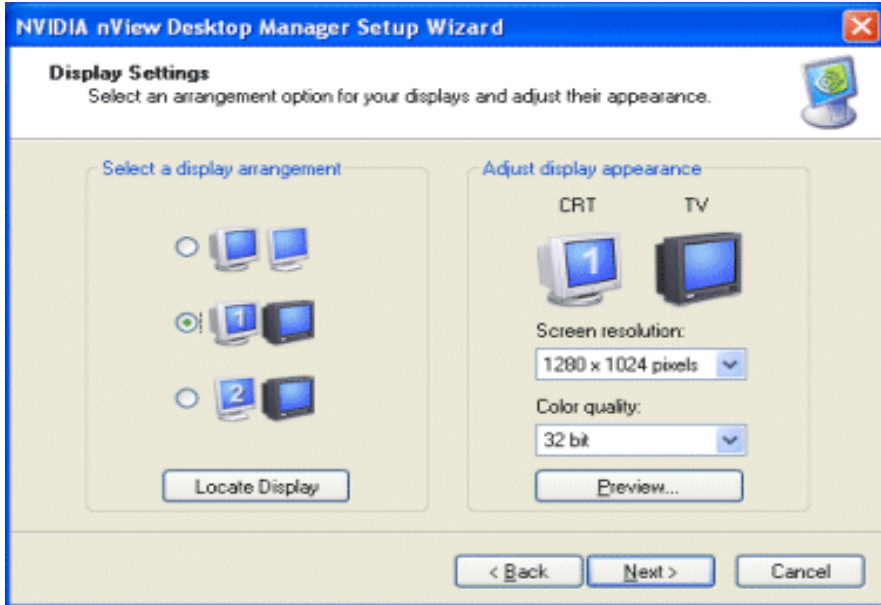 NVIDIA nView Desktop Manager Setup Wizard
Display Settings
Select an arrangement option for your displays and adjust their appearance.
Select a display arrangement
1
2
Locate Display
Adjust display appearance
CRT TV
1
Screen resolution:
1280 x 1024 pixels
Color quality:
32 bit
Preview...
< Back Next > Cancel